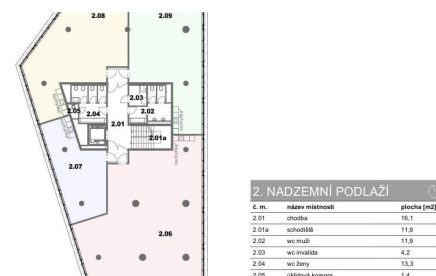 2.08
2.09
2.03
2.05
2.04
2.02
2.01
2.01a
2.07
2.06
2. NADZEMNÍ PODLAŽÍ
č. m. název místnosti plocha [m2]
2.01 chodba 16,1
2.01a schodiště 11,9
2.02 wc muži 11,9
2.03 wc invalida 4,2
2.04 wc ženy 13,3
2.05 úklidová komora 1,4